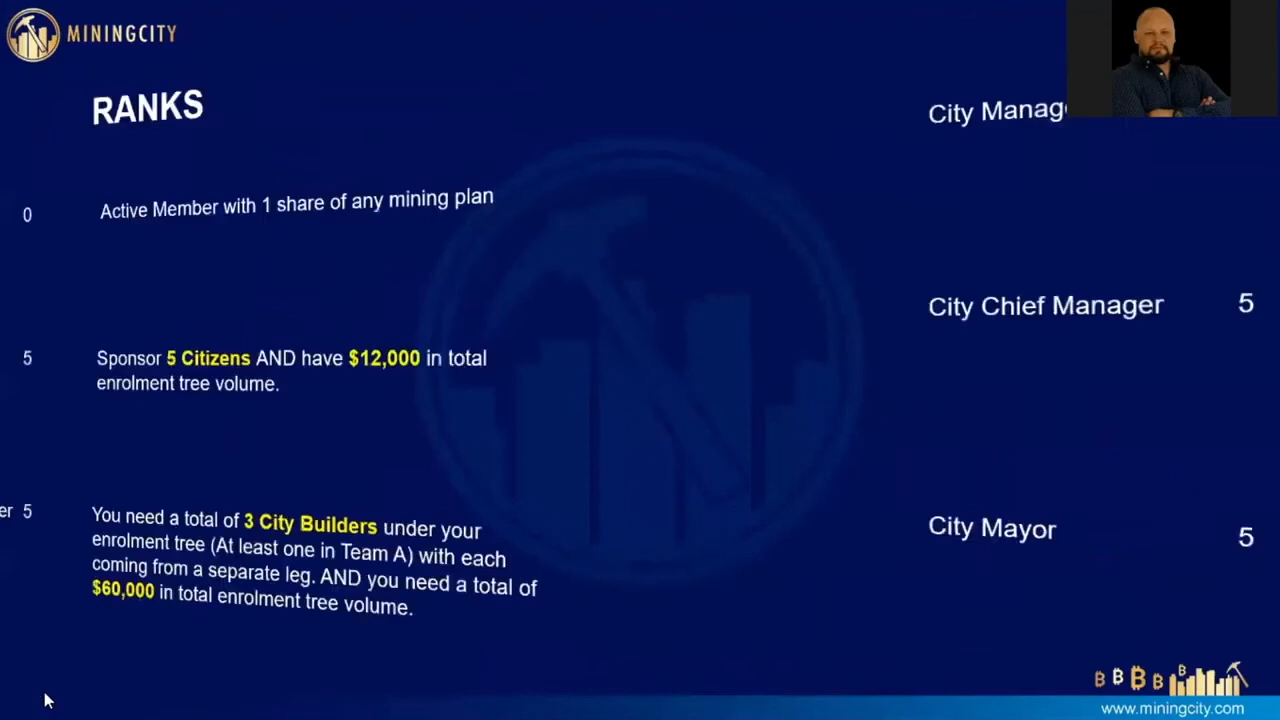 MININGCITY
RANKS
0
Active Member with 1 share of any mining plan
5
Sponsor 5 Citizens AND have $12,000 in total
enrolment tree volume.
er 5
You need a total of 3 City Builders under your
enrolment tree (At least one in Team A) with each
coming from a separate leg. AND you need a total of
$60,000 in total enrolment tree volume.
City Manag
City Chief Manager 5
City Mayor 5
www.miningcity.com